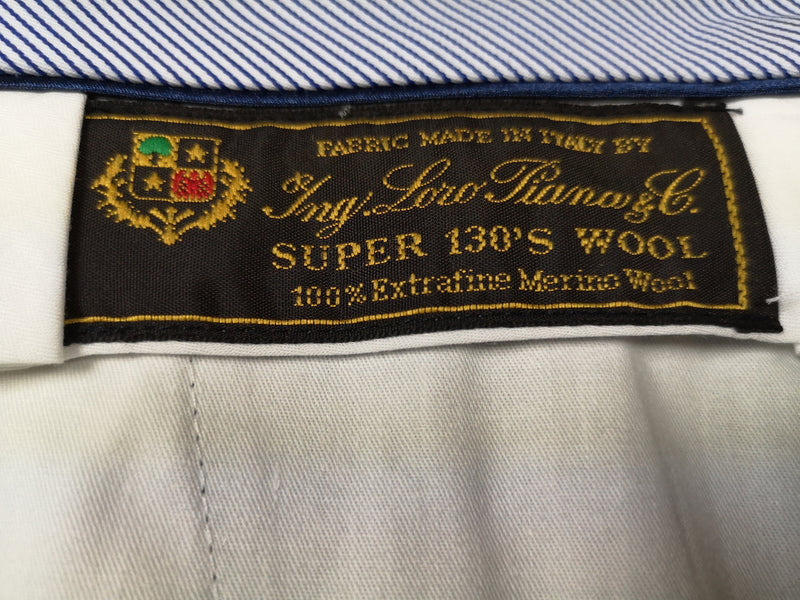 FABRIC MADE IN ITALY BY
Ing. Loro Piana & C.
SUPER 130'S WOOL
100% Extrafine Merino Wool